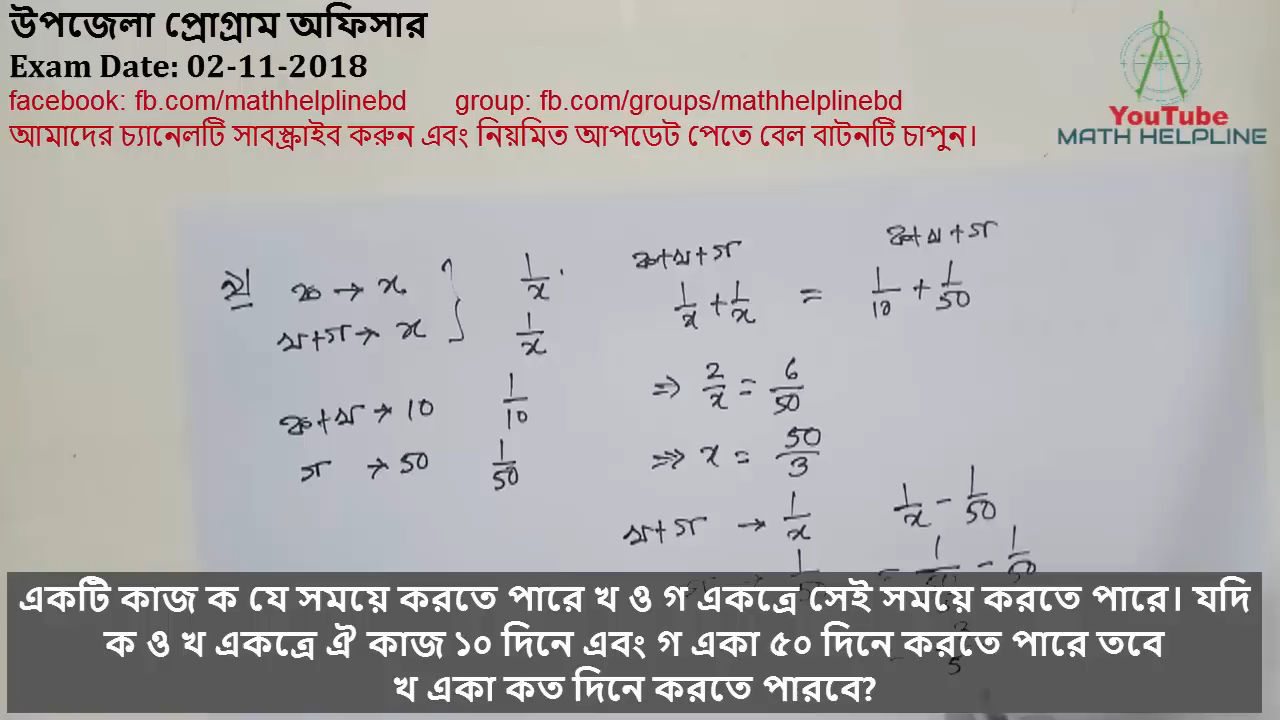 উপজেলা প্রোগ্রাম অফিসার
Exam Date: 02-11-2018
facebook: fb.com/mathhelplinebd group: fb.com/groups/mathhelplinebd
আমাদের চ্যানেলটি সাবস্ক্রাইব করুন এবং নিয়মিত আপডেট পেতে বেল বাটনটি চাপুন।
YouTube
MATH HELPLINE
ক → x } 1/x
খ+গ → x 1/x
ক+খ → 10 1/10
গ → 50 1/50
ক+খ+গ ক+খ+গ
1/x + 1/x = 1/10 + 1/50
⇒ 2/x = 6/50
⇒ x = 50/3
খ+গ → 1/x 1/x - 1/50
একটি কাজ ক যে সময়ে করতে পারে খ ও গ একত্রে সেই সময়ে করতে পারে। যদি
ক ও খ একত্রে ঐ কাজ ১০ দিনে এবং গ একা ৫০ দিনে করতে পারে তবে
খ একা কত দিনে করতে পারবে?